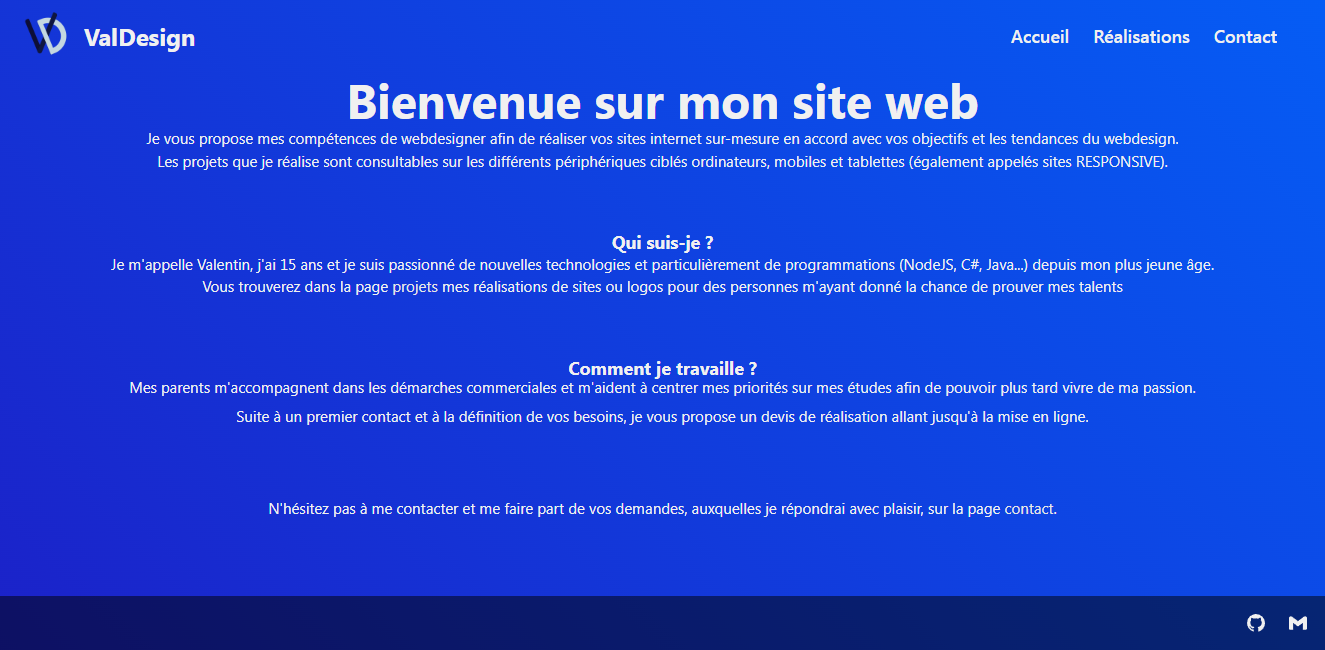 ValDesign
Accueil Réalisations Contact
Bienvenue sur mon site web
Je vous propose mes compétences de webdesigner afin de réaliser vos sites internet sur-mesure en accord avec vos objectifs et les tendances du webdesign.
Les projets que je réalise sont consultables sur les différents périphériques ciblés ordinateurs, mobiles et tablettes (également appelés sites RESPONSIVE).
Qui suis-je ?
Je m'appelle Valentin, j'ai 15 ans et je suis passionné de nouvelles technologies et particulièrement de programmations (NodeJS, C#, Java...) depuis mon plus jeune âge.
Vous trouverez dans la page projets mes réalisations de sites ou logos pour des personnes m'ayant donné la chance de prouver mes talents
Comment je travaille ?
Mes parents m'accompagnent dans les démarches commerciales et m'aident à centrer mes priorités sur mes études afin de pouvoir plus tard vivre de ma passion.
Suite à un premier contact et à la définition de vos besoins, je vous propose un devis de réalisation allant jusqu'à la mise en ligne.
N'hésitez pas à me contacter et me faire part de vos demandes, auxquelles je répondrai avec plaisir, sur la page contact.